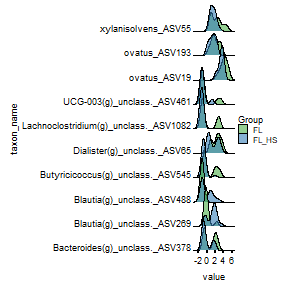 xylanisolvens_ASV55
ovatus_ASV193
ovatus_ASV19
UCG-003(g)_unclass._ASV461
Lachnoclostridium(g)_unclass._ASV1082
Dialister(g)_unclass._ASV65
Butyricicoccus(g)_unclass._ASV545
Blautia(g)_unclass._ASV488
Blautia(g)_unclass._ASV269
Bacteroides(g)_unclass._ASV378
taxon_name
-2 0 2 4 6
value
Group
FL
FL_HS